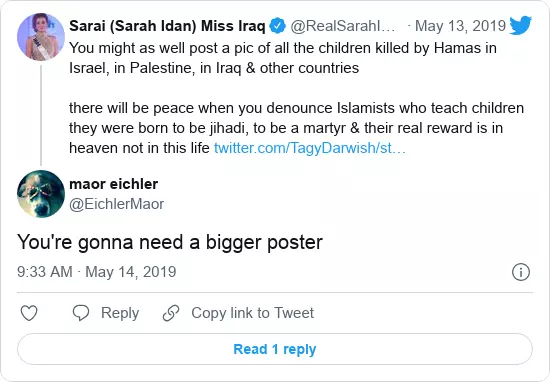 Sarai (Sarah Idan) Miss Iraq @RealSarahI... · May 13, 2019
You might as well post a pic of all the children killed by Hamas in
Israel, in Palestine, in Iraq & other countries
there will be peace when you denounce Islamists who teach children
they were born to be jihadi, to be a martyr & their real reward is in
heaven not in this life twitter.com/TagyDarwish/st…
maor eichler
@EichlerMaor
You're gonna need a bigger poster
9:33 AM · May 14, 2019
Reply Copy link to Tweet
Read 1 reply